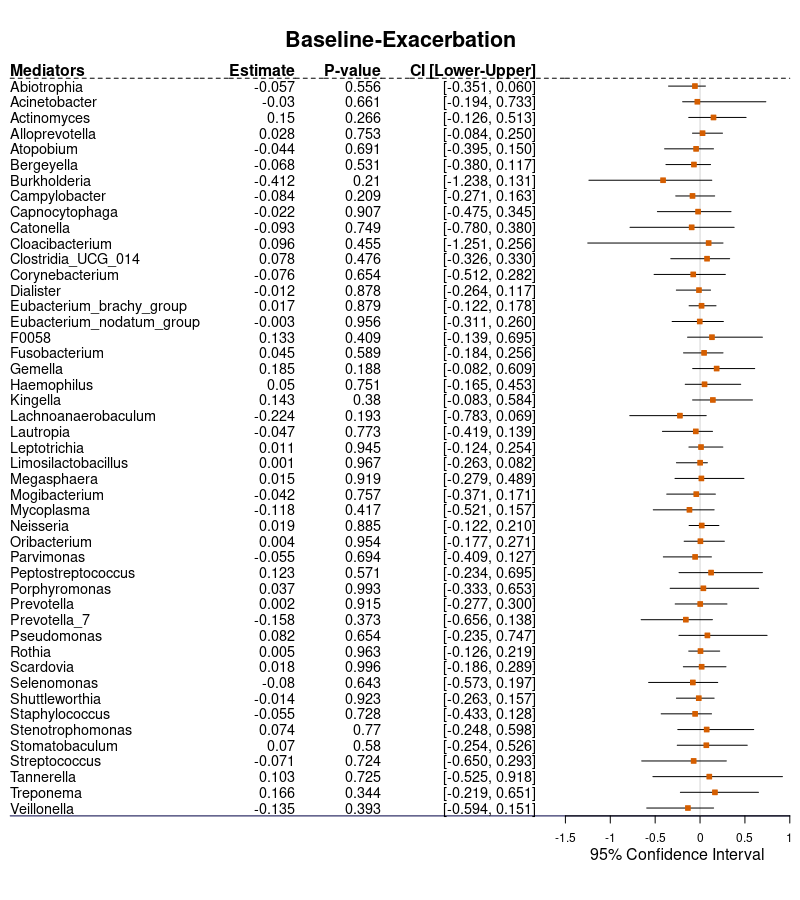 Baseline-Exacerbation
Mediators Estimate P-value CI [Lower-Upper]
Abiotrophia -0.057 0.556 [-0.351, 0.060]
Acinetobacter -0.03 0.661 [-0.194, 0.733]
Actinomyces 0.15 0.266 [-0.126, 0.513]
Alloprevotella 0.028 0.753 [-0.084, 0.250]
Atopobium -0.044 0.691 [-0.395, 0.150]
Bergeyella -0.068 0.531 [-0.380, 0.117]
Burkholderia -0.412 0.21 [-1.238, 0.131]
Campylobacter -0.084 0.209 [-0.271, 0.163]
Capnocytophaga -0.022 0.907 [-0.475, 0.345]
Catonella -0.093 0.749 [-0.780, 0.380]
Cloacibacterium 0.096 0.455 [-1.251, 0.256]
Clostridia_UCG_014 0.078 0.476 [-0.326, 0.330]
Corynebacterium -0.076 0.654 [-0.512, 0.282]
Dialister -0.012 0.878 [-0.264, 0.117]
Eubacterium_brachy_group 0.017 0.879 [-0.122, 0.178]
Eubacterium_nodatum_group -0.003 0.956 [-0.311, 0.260]
F0058 0.133 0.409 [-0.139, 0.695]
Fusobacterium 0.045 0.589 [-0.184, 0.256]
Gemella 0.185 0.188 [-0.082, 0.609]
Haemophilus 0.05 0.751 [-0.165, 0.453]
Kingella 0.143 0.38 [-0.083, 0.584]
Lachnoanaerobaculum -0.224 0.193 [-0.783, 0.069]
Lautropia -0.047 0.773 [-0.419, 0.139]
Leptotrichia 0.011 0.945 [-0.124, 0.254]
Limosilactobacillus 0.001 0.967 [-0.263, 0.082]
Megasphaera 0.015 0.919 [-0.279, 0.489]
Mogibacterium -0.042 0.757 [-0.371, 0.171]
Mycoplasma -0.118 0.417 [-0.521, 0.157]
Neisseria 0.019 0.885 [-0.122, 0.210]
Oribacterium 0.004 0.954 [-0.177, 0.271]
Parvimonas -0.055 0.694 [-0.409, 0.127]
Peptostreptococcus 0.123 0.571 [-0.234, 0.695]
Porphyromonas 0.037 0.993 [-0.333, 0.653]
Prevotella 0.002 0.915 [-0.277, 0.300]
Prevotella_7 -0.158 0.373 [-0.656, 0.138]
Pseudomonas 0.082 0.654 [-0.235, 0.747]
Rothia 0.005 0.963 [-0.126, 0.219]
Scardovia 0.018 0.996 [-0.186, 0.289]
Selenomonas -0.08 0.643 [-0.573, 0.197]
Shuttleworthia -0.014 0.923 [-0.263, 0.157]
Staphylococcus -0.055 0.728 [-0.433, 0.128]
Stenotrophomonas 0.074 0.77 [-0.248, 0.598]
Stomatobaculum 0.07 0.58 [-0.254, 0.526]
Streptococcus -0.071 0.724 [-0.650, 0.293]
Tannerella 0.103 0.725 [-0.525, 0.918]
Treponema 0.166 0.344 [-0.219, 0.651]
Veillonella -0.135 0.393 [-0.594, 0.151]
-1.5 -1 -0.5 0 0.5 1
95% Confidence Interval